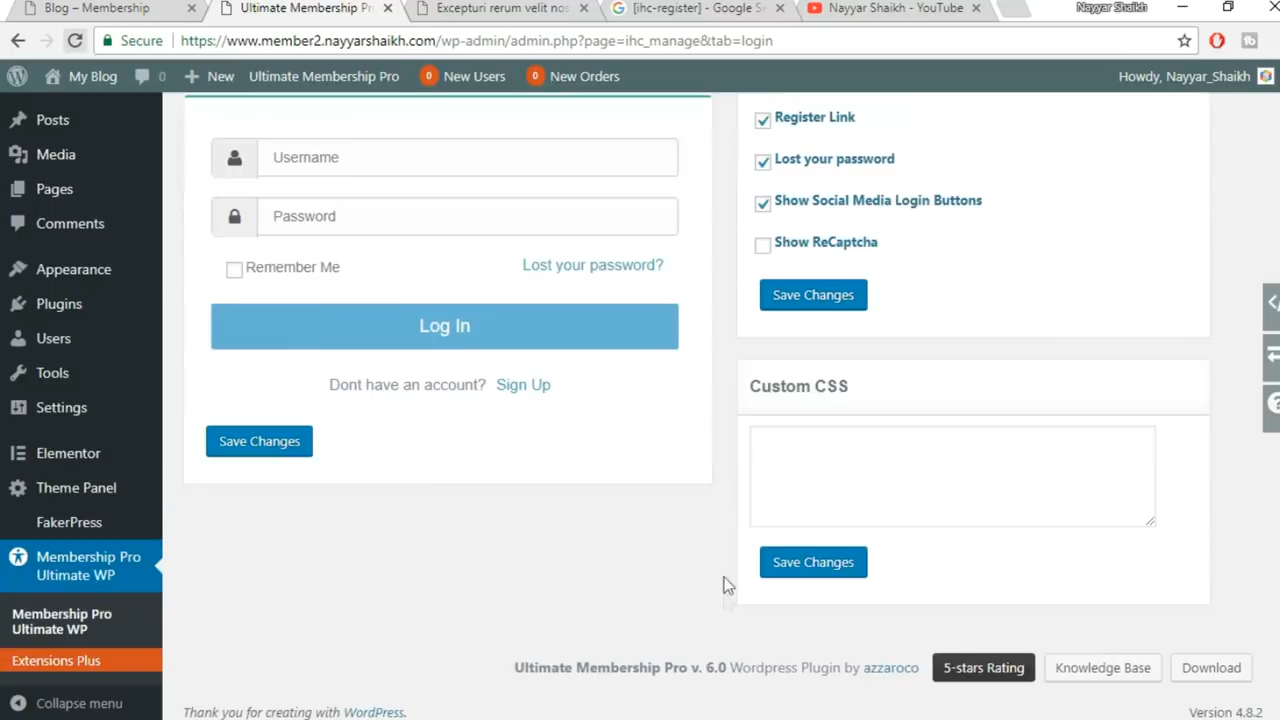 Blog – Membership
Ultimate Membership Pr
Excepturi rerum velit nos
[ihc-register] - Google Se
Nayyar Shaikh - YouTube
Nayyar Shaikh
Secure
https://www.member2.nayyarshaikh.com/wp-admin/admin.php?page=ihc_manage&tab=login
My Blog
0
New
Ultimate Membership Pro
0 New Users
0 New Orders
Howdy, Nayyar_Shaikh
Posts
Media
Pages
Comments
Appearance
Plugins
Users
Tools
Settings
Elementor
Theme Panel
FakerPress
Membership Pro
Ultimate WP
Membership Pro
Ultimate WP
Extensions Plus
Collapse menu
Username
Password
Remember Me
Lost your password?
Log In
Dont have an account? Sign Up
Save Changes
Register Link
Lost your password
Show Social Media Login Buttons
Show ReCaptcha
Save Changes
Custom CSS
Save Changes
Ultimate Membership Pro v. 6.0 Wordpress Plugin by azzaroco
5-stars Rating
Knowledge Base
Download
Thank you for creating with WordPress.
Version 4.8.2